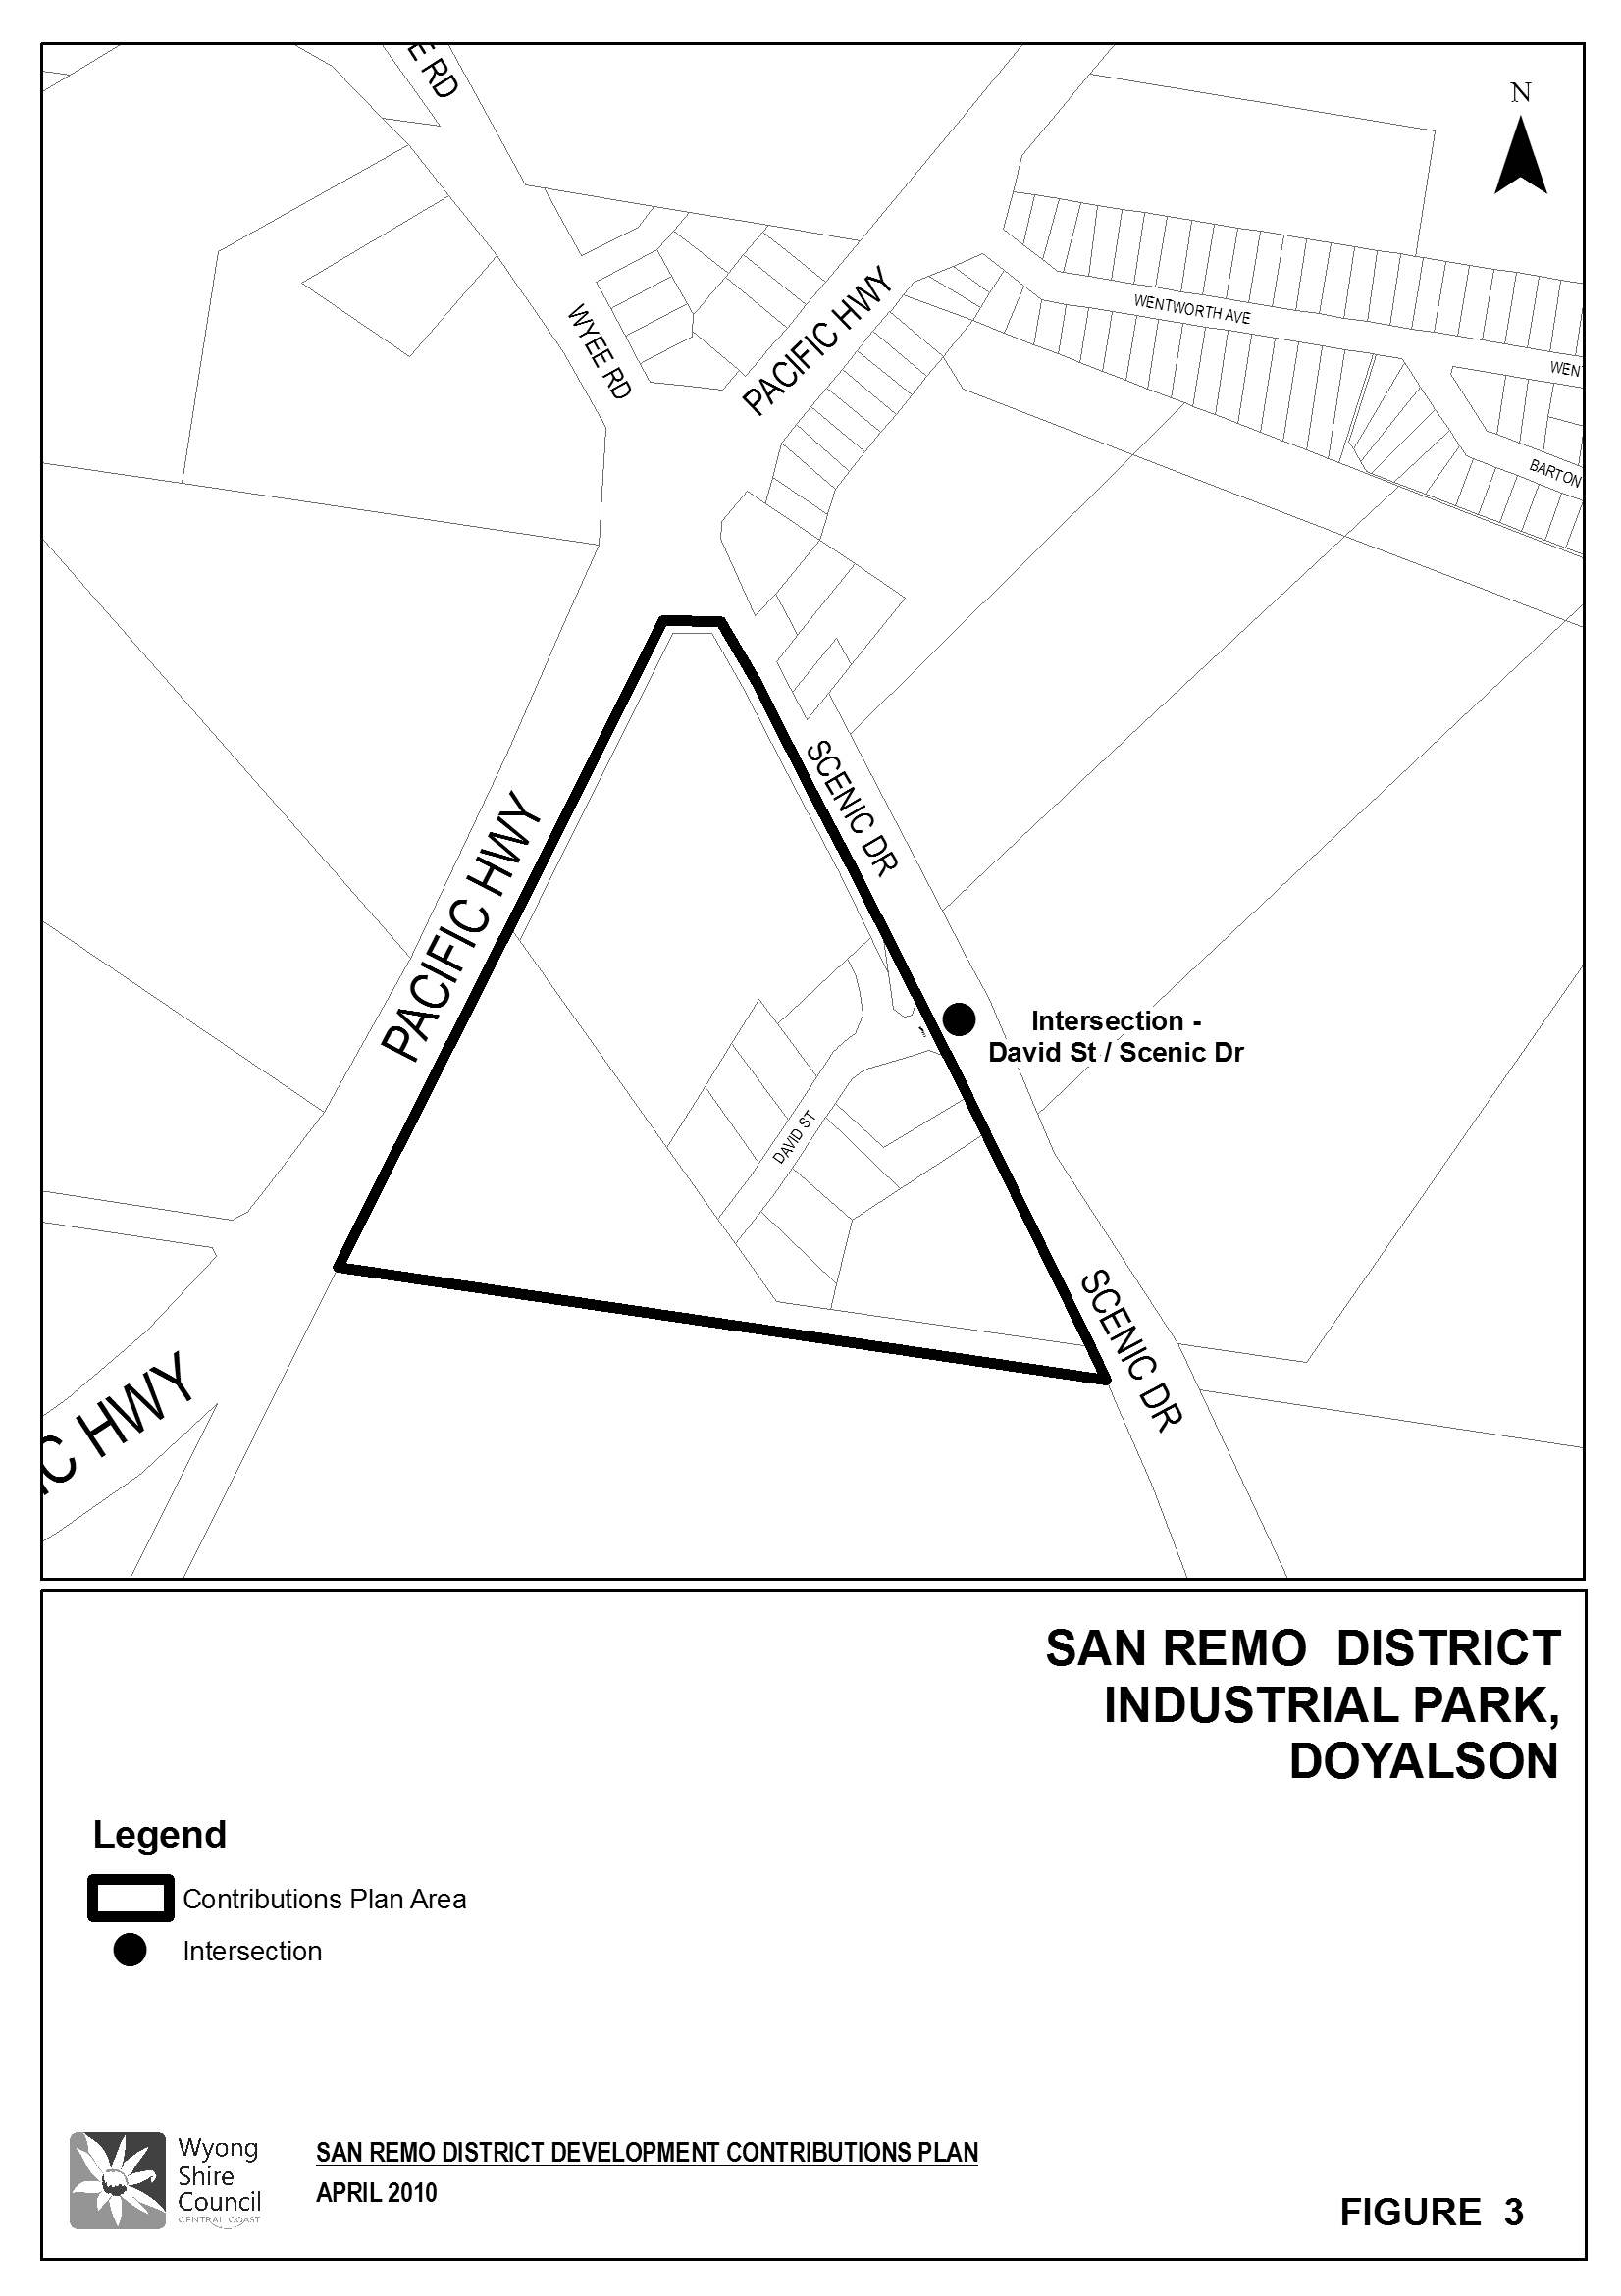 E RD
N
WYEE RD
PACIFIC HWY
WENTWORTH AVE
WENT
BARTON
SCENIC DR
PACIFIC HWY
Intersection -
David St / Scenic Dr
DAVID ST
SCENIC DR
IC HWY
SAN REMO DISTRICT
INDUSTRIAL PARK,
DOYALSON
Legend
Contributions Plan Area
Intersection
Wyong
Shire
Council
CENTRAL COAST
SAN REMO DISTRICT DEVELOPMENT CONTRIBUTIONS PLAN
APRIL 2010
FIGURE 3